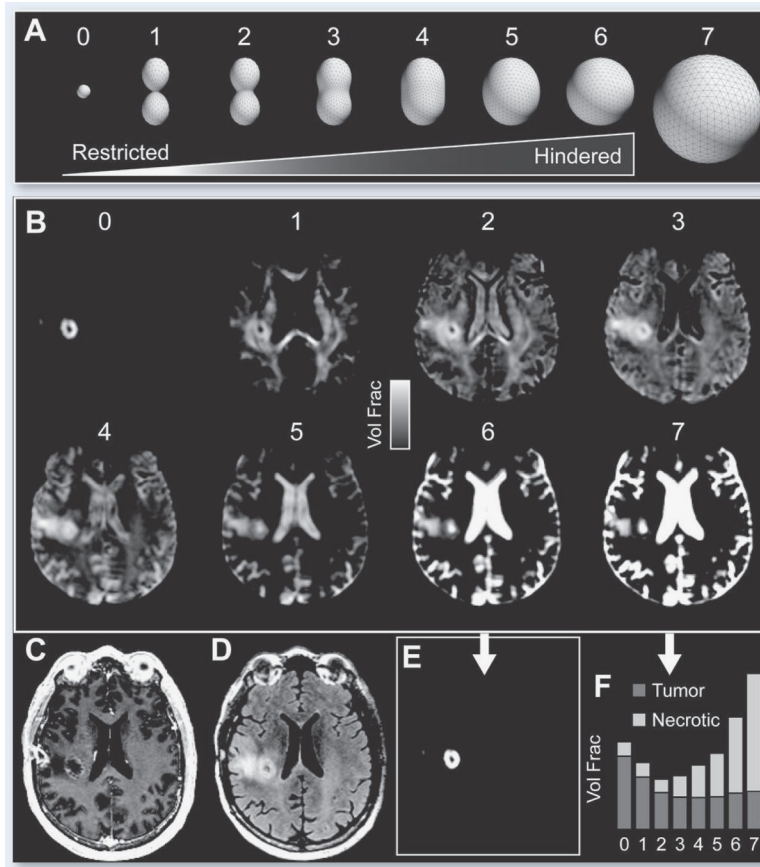 A
0 1 2 3 4 5 6 7
Restricted
Hindered
B
0 1 2 3
Vol Frac
4 5 6 7
C D E F
Tumor
Necrotic
Vol Frac
0 1 2 3 4 5 6 7